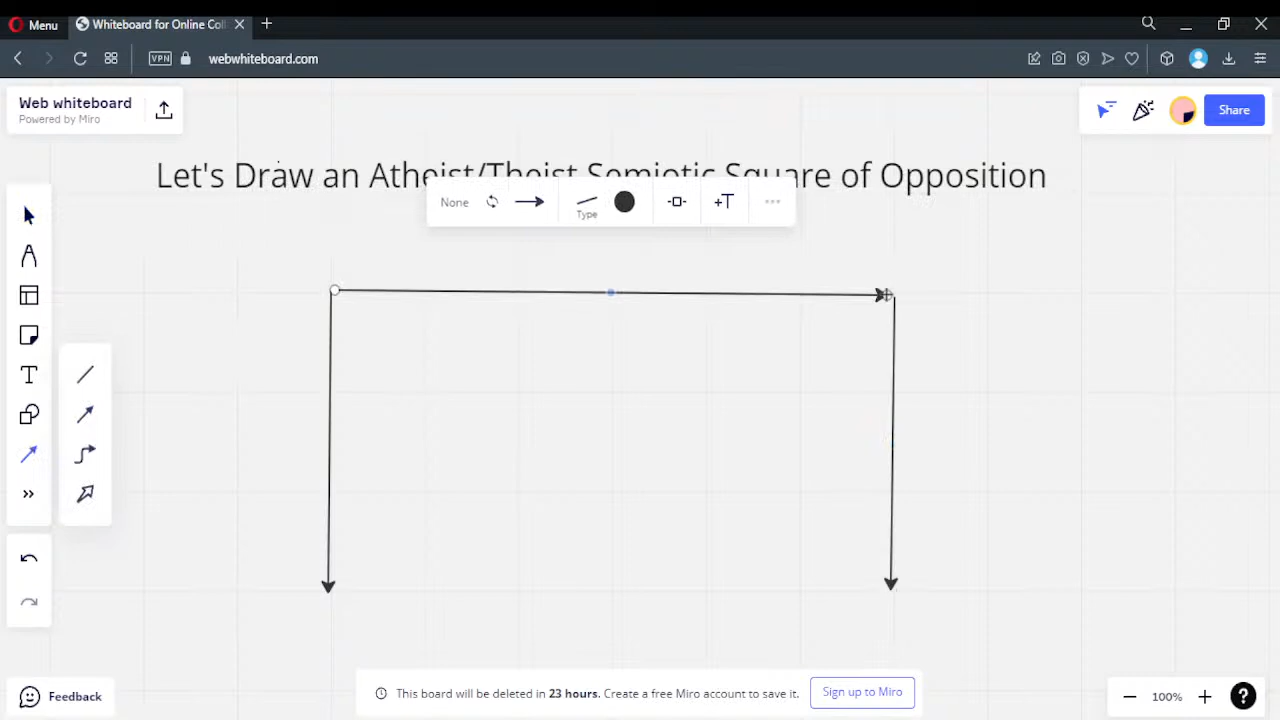 Menu
Whiteboard for Online Coll
VPN
webwhiteboard.com
Web whiteboard
Powered by Miro
Share
Let's Draw an Atheist/Theist Semiotic Square of Opposition
None
Type
+T
Feedback
This board will be deleted in 23 hours. Create a free Miro account to save it.
Sign up to Miro
100%